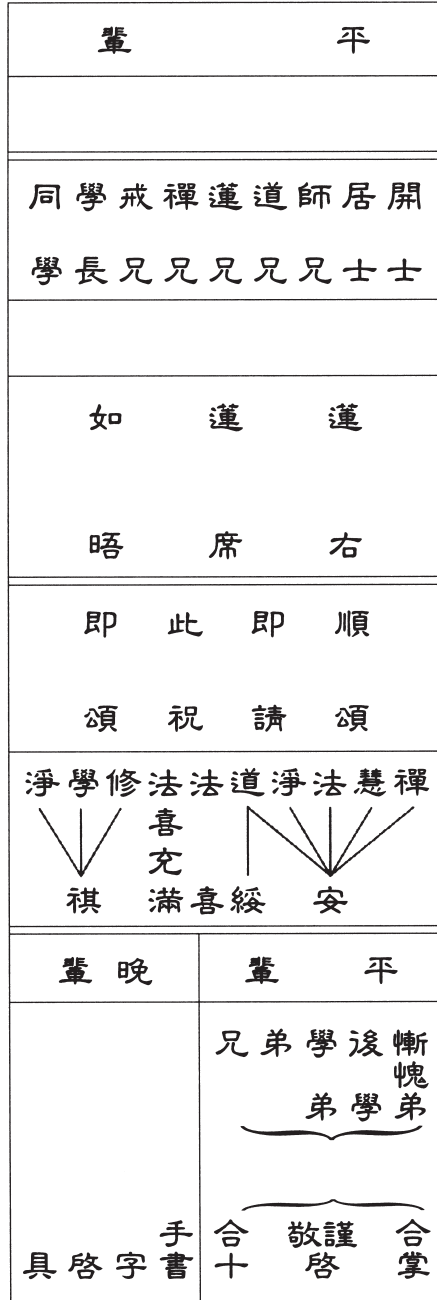 平輩
開士
居士
師兄
道兄
蓮兄
禪兄
戒兄
學長
同學
蓮右
蓮席
如晤
順頌
即請
此祝
即頌
禪
慧
法
淨
道
安
綏
法喜
法喜充滿
修
學
淨
祺
平輩
慚愧弟
後學
學弟
弟
兄
合掌
謹敬啓
合十
晚輩
手書
字
啓
具